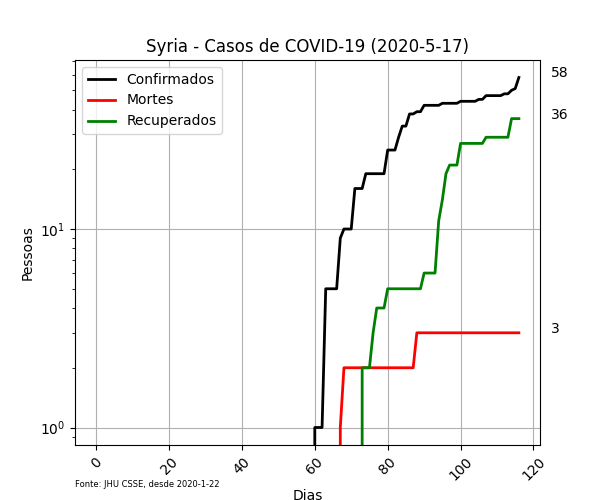 Syria - Casos de COVID-19 (2020-5-17)
Confirmados
Mortes
Recuperados
58
36
3
Pessoas
10¹
10⁰
0 20 40 60 80 100 120
Fonte: JHU CSSE, desde 2020-1-22
Dias